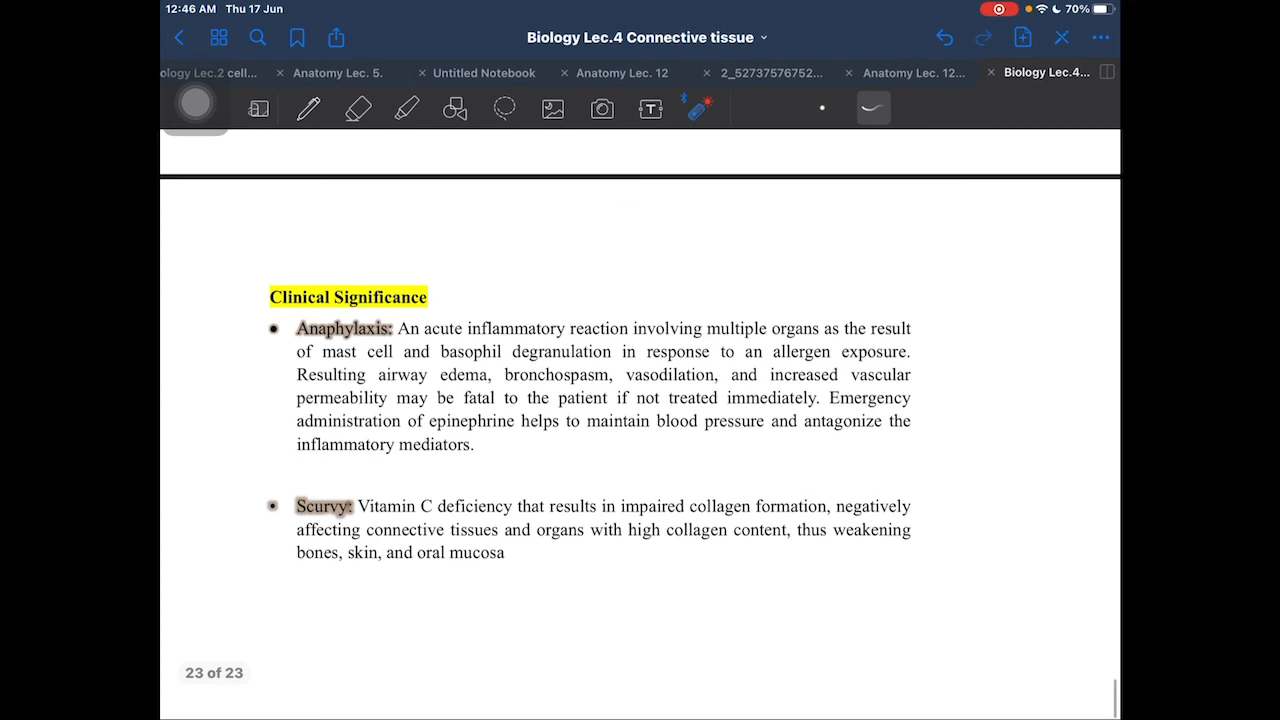 12:46 AM Thu 17 Jun
70%
Biology Lec.4 Connective tissue
ology Lec.2 cell...
Anatomy Lec. 5.
Untitled Notebook
Anatomy Lec. 12
2_52737576752...
Anatomy Lec. 12...
Biology Lec.4...
T
Clinical Significance
• Anaphylaxis: An acute inflammatory reaction involving multiple organs as the result
of mast cell and basophil degranulation in response to an allergen exposure.
Resulting airway edema, bronchospasm, vasodilation, and increased vascular
permeability may be fatal to the patient if not treated immediately. Emergency
administration of epinephrine helps to maintain blood pressure and antagonize the
inflammatory mediators.
• Scurvy: Vitamin C deficiency that results in impaired collagen formation, negatively
affecting connective tissues and organs with high collagen content, thus weakening
bones, skin, and oral mucosa
23 of 23